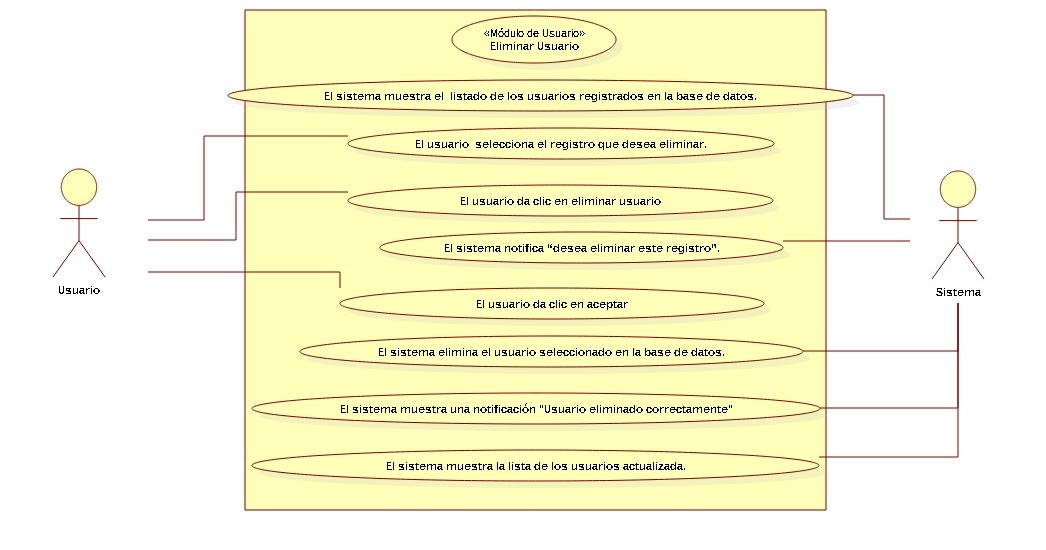 «Módulo de Usuario»
Eliminar Usuario
El sistema muestra el  listado de los usuarios registrados en la base de datos.
El usuario  selecciona el registro que desea eliminar.
El usuario da clic en eliminar usuario
El sistema notifica “desea eliminar este registro”.
Usuario
Sistema
El usuario da clic en aceptar
El sistema elimina el usuario seleccionado en la base de datos.
El sistema muestra una notificación "Usuario eliminado correctamente"
El sistema muestra la lista de los usuarios actualizada.